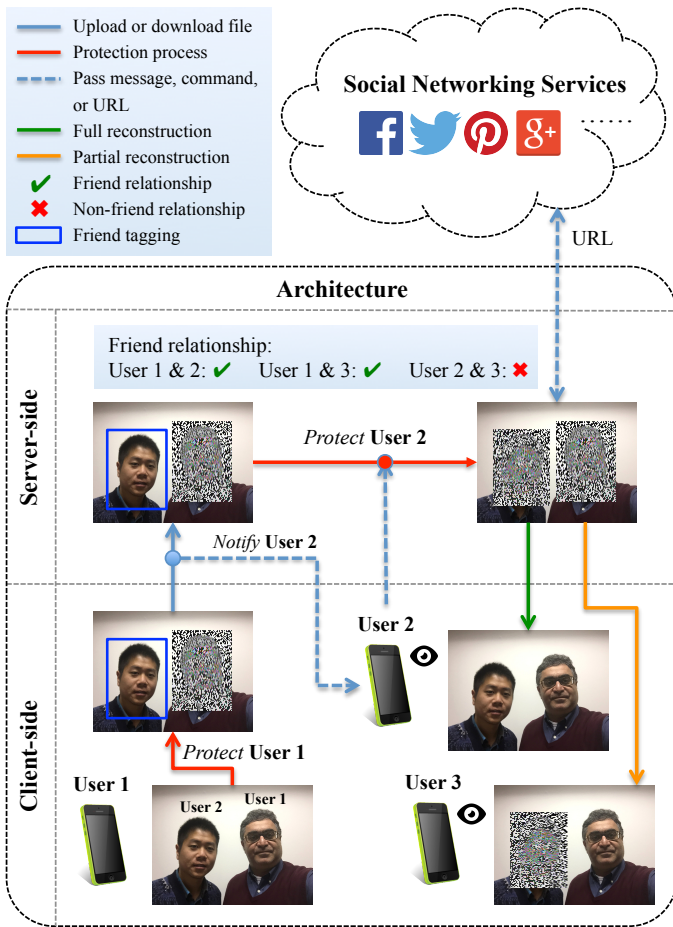 Upload or download file
Protection process
Pass message, command,
or URL
Full reconstruction
Partial reconstruction
Friend relationship
Non-friend relationship
Friend tagging
Social Networking Services
f
g+
......
URL
Architecture
Server-side
Friend relationship:
User 1 & 2: ✔ User 1 & 3: ✔ User 2 & 3: ✖
Protect User 2
Notify User 2
Client-side
User 2
Protect User 1
User 1
User 2
User 1
User 3